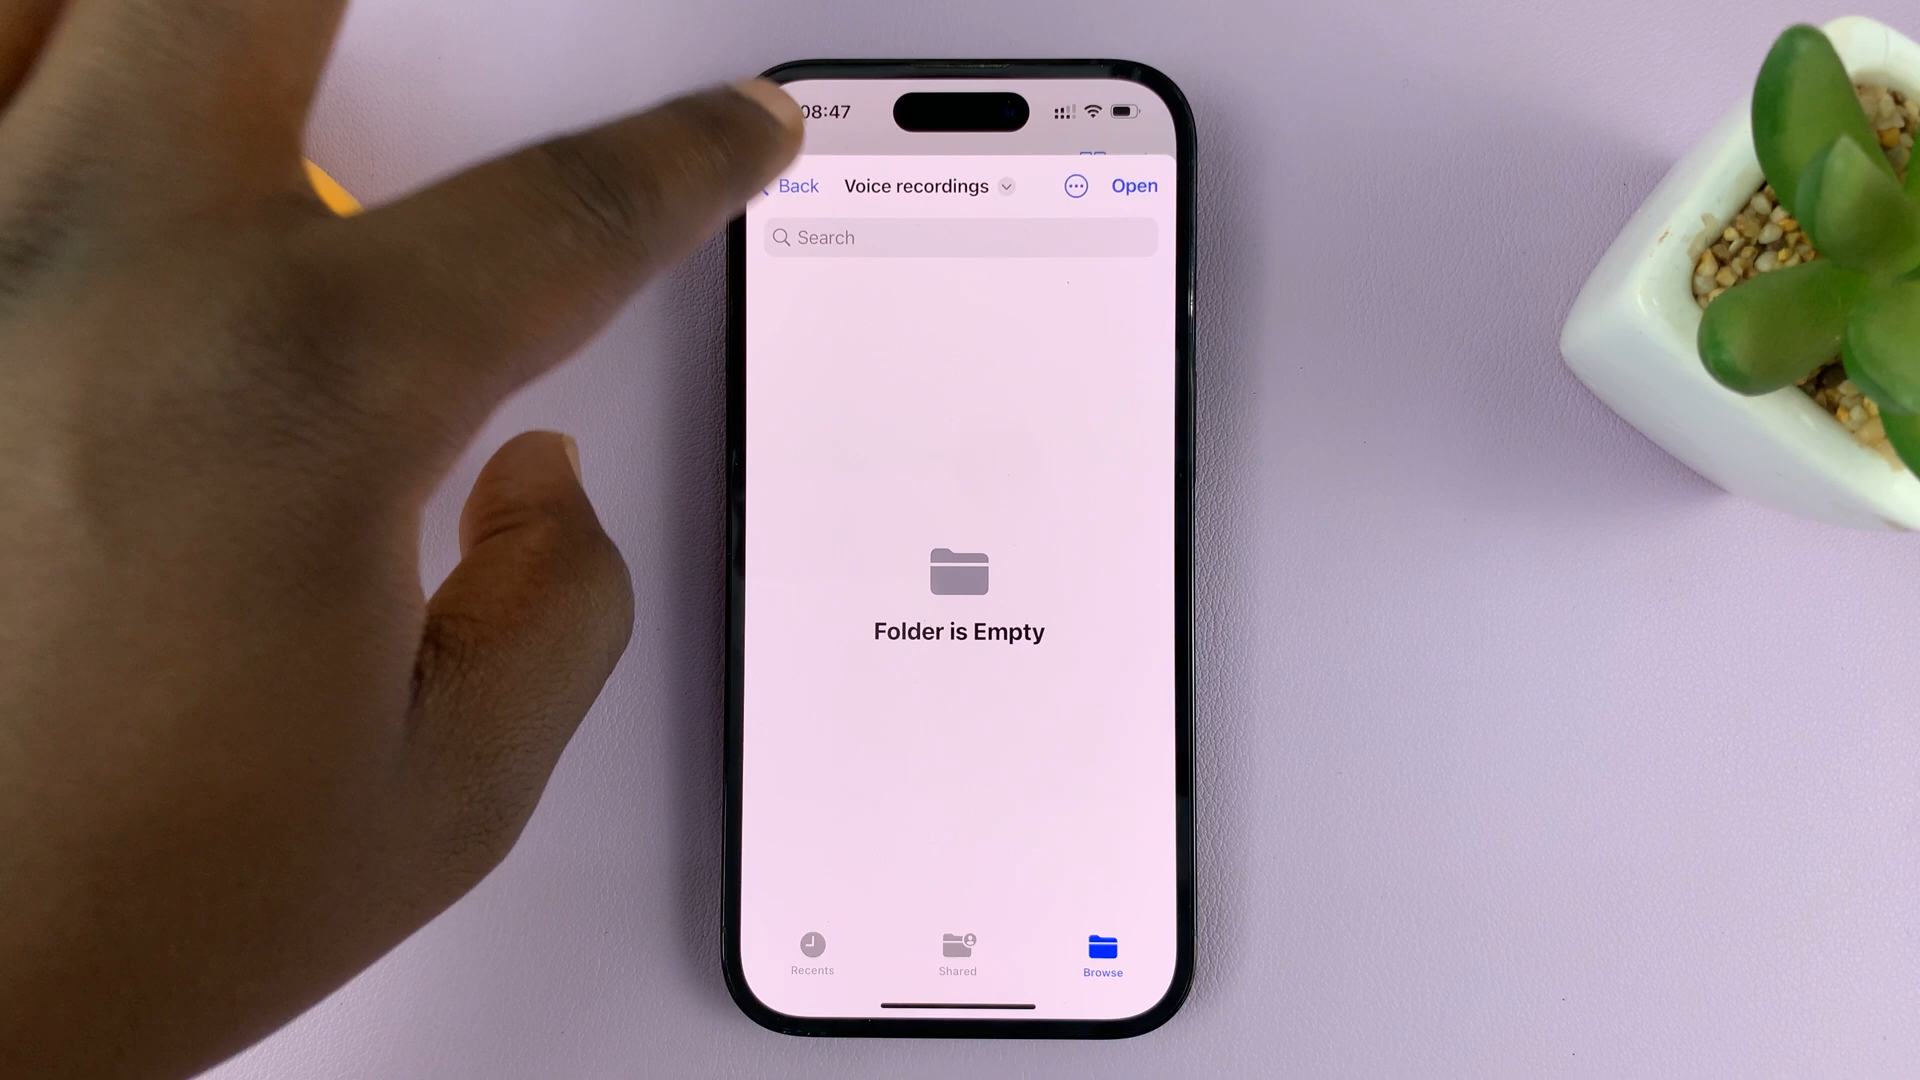 08:47
Back Voice recordings Open
Search
Folder is Empty
Recents Shared Browse